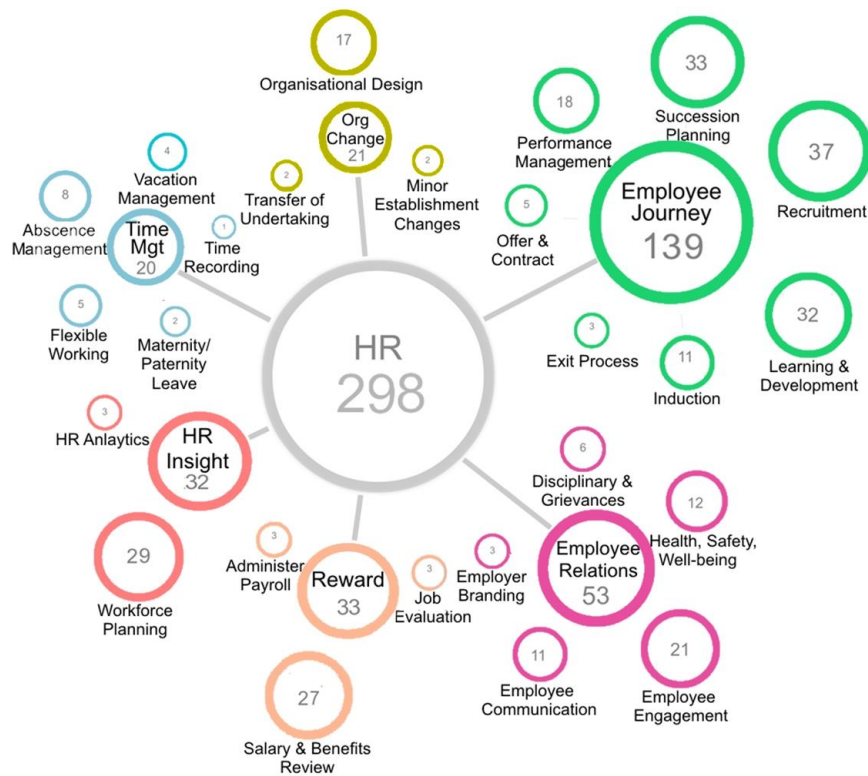 17
Organisational Design
Org
Change
21
2
Transfer of
Undertaking
2
Minor
Establishment
Changes
4
Vacation
Management
8
Abscence
Management
Time
Mgt
20
1
Time
Recording
5
Flexible
Working
2
Maternity/
Paternity
Leave
33
Succession
Planning
18
Performance
Management
37
Recruitment
Employee
Journey
139
5
Offer &
Contract
32
Learning &
Development
3
Exit Process
11
Induction
HR
298
3
HR Anlaytics
HR
Insight
32
29
Workforce
Planning
3
Administer
Payroll
Reward
33
3
Job
Evaluation
27
Salary & Benefits
Review
6
Disciplinary &
Grievances
12
Health, Safety,
Well-being
3
Employer
Branding
Employee
Relations
53
11
Employee
Communication
21
Employee
Engagement